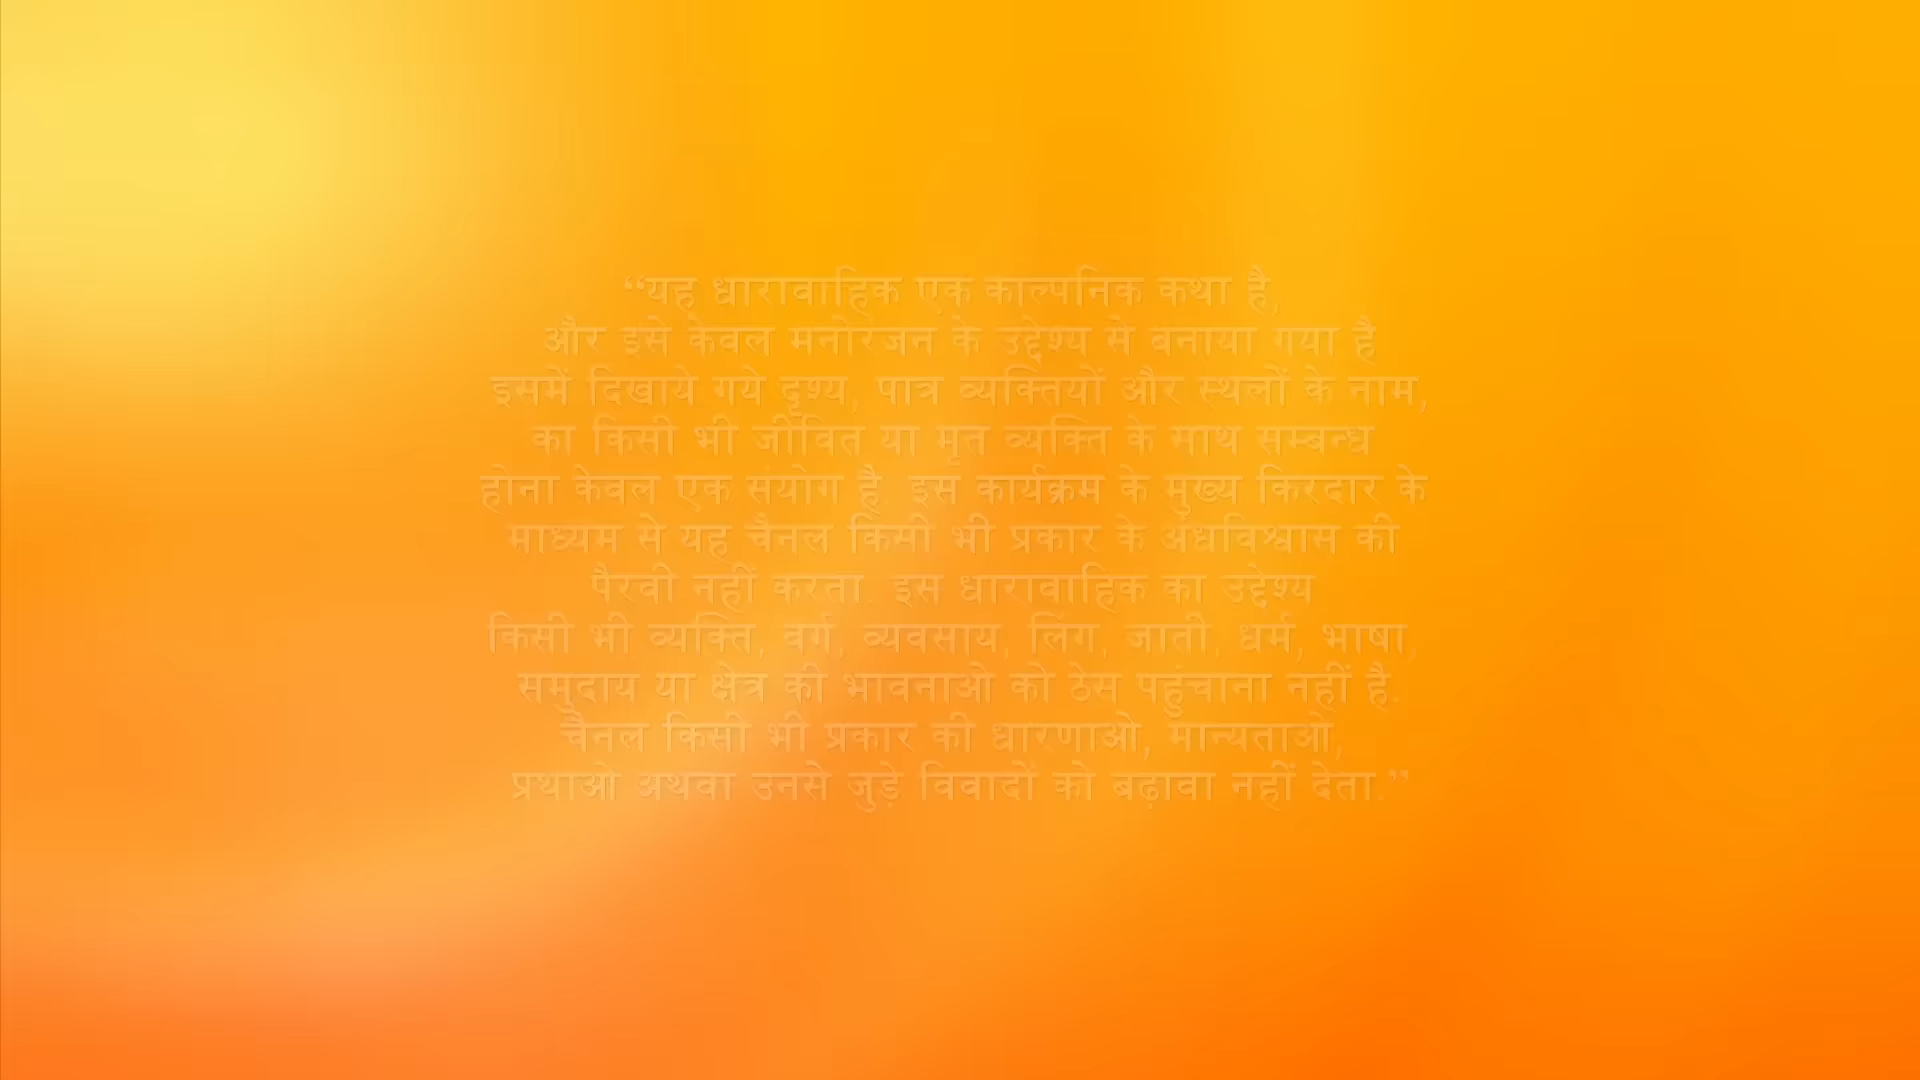 “यह धारावाहिक एक काल्पनिक कथा है,
और इसे केवल मनोरंजन के उद्देश्य से बनाया गया है
इसमें दिखाये गये दृश्य, पात्र व्यक्तियों और स्थलों के नाम,
का किसी भी जीवित या मृत व्यक्ति के साथ सम्बन्ध
होना केवल एक संयोग है. इस कार्यक्रम के मुख्य किरदार के
माध्यम से यह चैनल किसी भी प्रकार के अंधविश्वास की
पैरवी नहीं करता. इस धारावाहिक का उद्देश्य
किसी भी व्यक्ति, वर्ग, व्यवसाय, लिंग, जाती, धर्म, भाषा,
समुदाय या क्षेत्र की भावनाओं को ठेस पहुंचाना नहीं है.
चैनल किसी भी प्रकार की धारणाओं, मान्यताओं,
प्रथाओं अथवा उनसे जुड़े विवादों को बढ़ावा नहीं देता.”